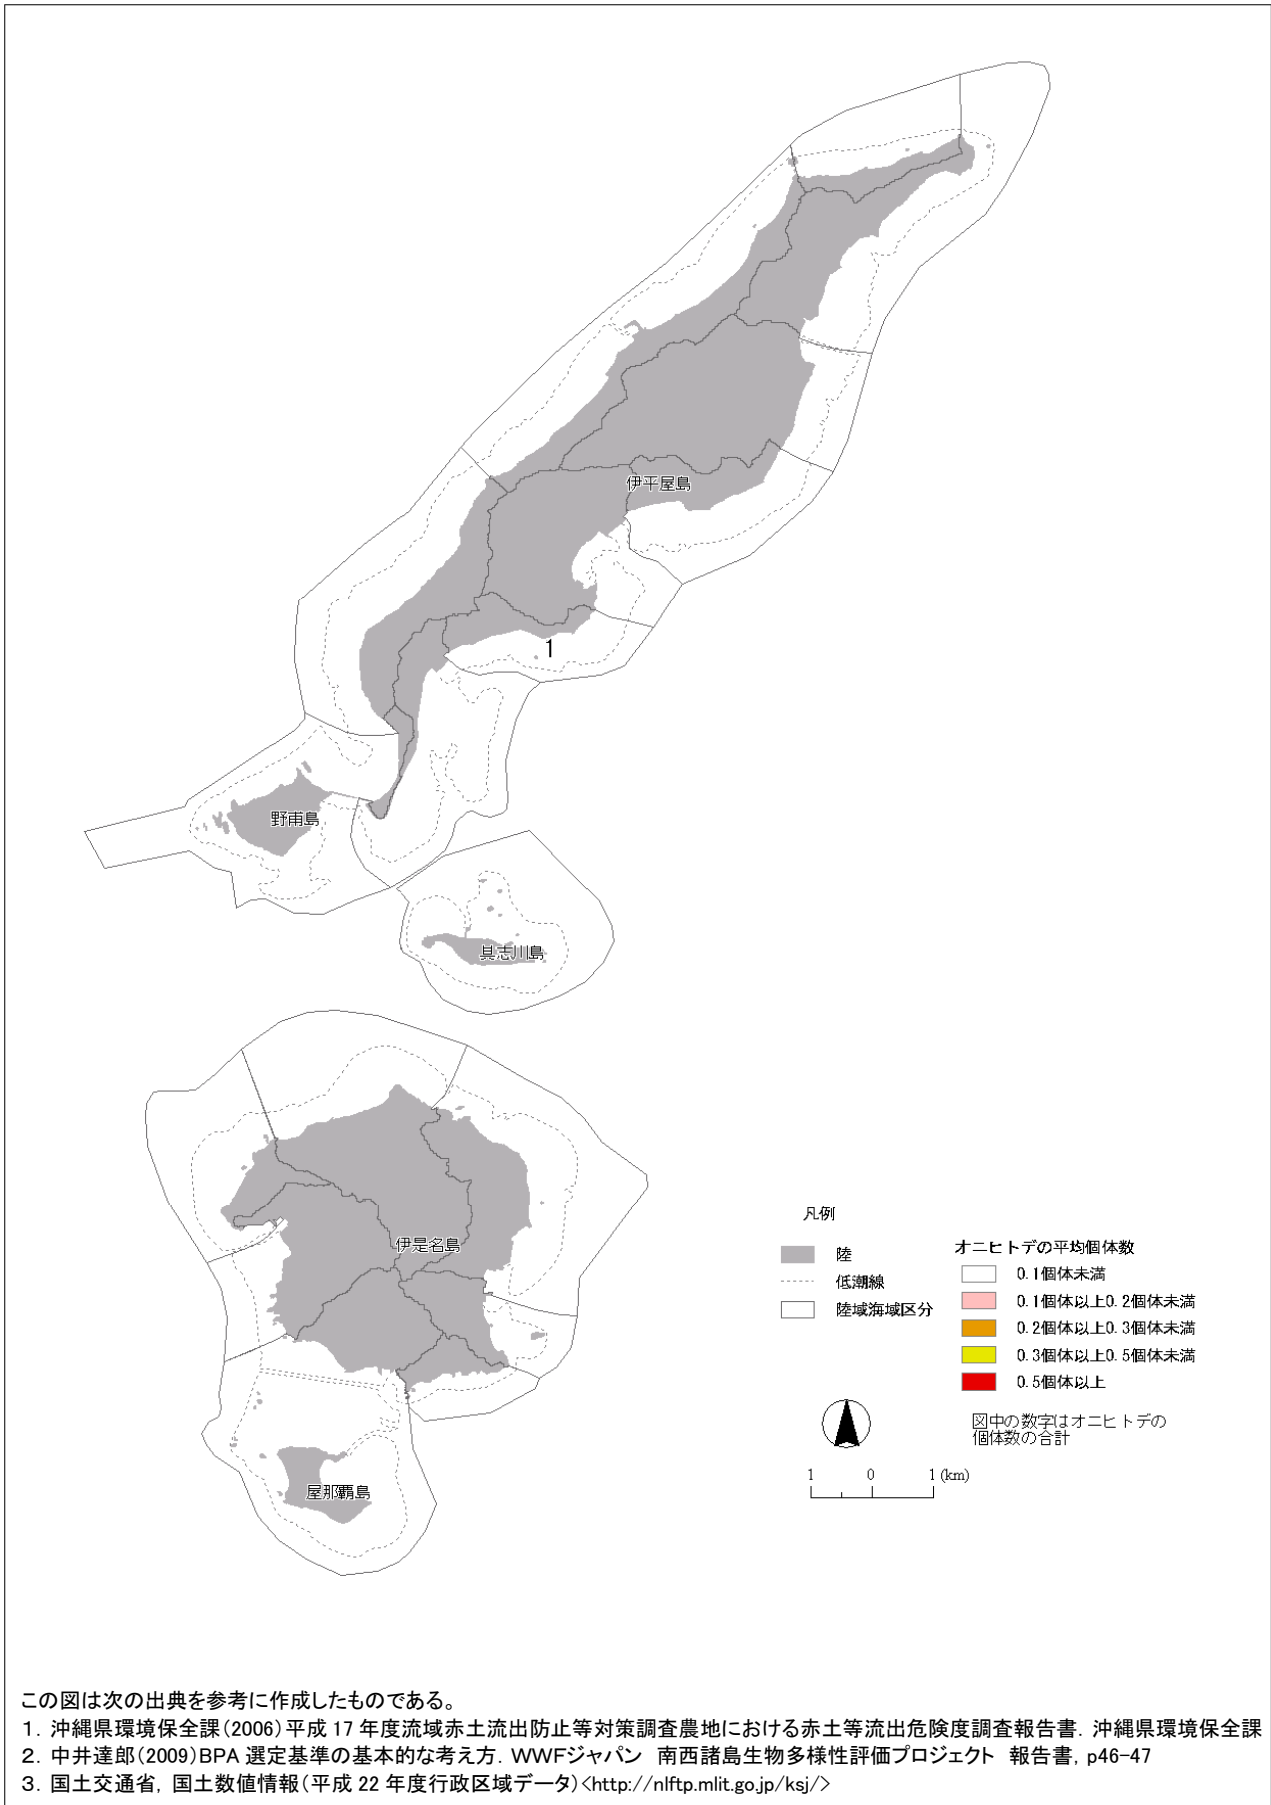 伊平屋島
1
野甫島
具志川島
伊是名島
屋那覇島
凡例
陸
低潮線
陸域海域区分
オニヒトデの平均個体数
0.1個体未満
0.1個体以上0.2個体未満
0.2個体以上0.3個体未満
0.3個体以上0.5個体未満
0.5個体以上
図中の数字はオニヒトデの
個体数の合計
1 0 1 (km)
この図は次の出典を参考に作成したものである。
1. 沖縄県環境保全課(2006)平成 17 年度流域赤土流出防止等対策調査農地における赤土等流出危険度調査報告書. 沖縄県環境保全課
2. 中井達郎(2009)BPA 選定基準の基本的な考え方. WWFジャパン 南西諸島生物多様性評価プロジェクト 報告書, p46-47
3. 国土交通省, 国土数値情報(平成 22 年度行政区域データ)<http://nlftp.mlit.go.jp/ksj/>